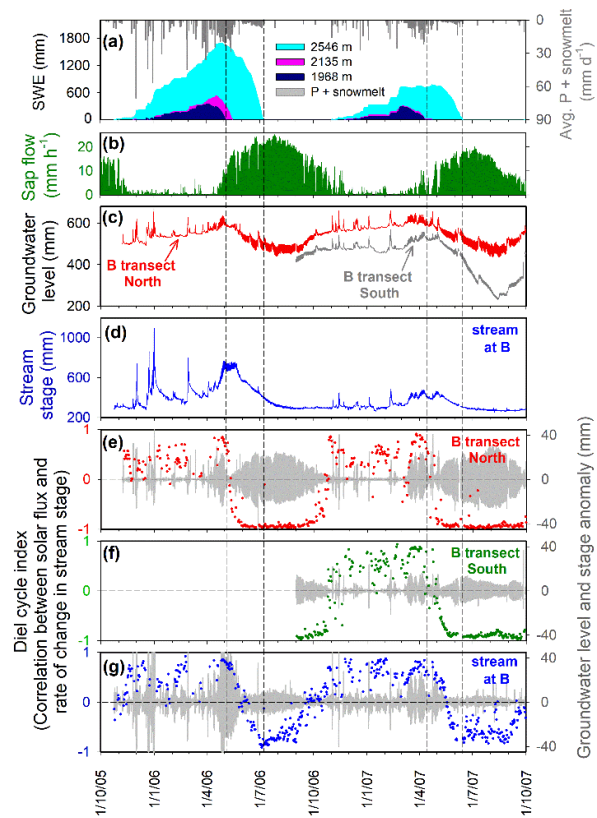 1800
1200
600
0
SWE (mm)
(a)
2546 m
2135 m
1968 m
P + snowmelt
0
30
60
90
Avg. P + snowmelt
(mm d-1)
(b)
20
10
0
Sap flow
(mm h-1)
(c)
600
400
200
Groundwater
level (mm)
B transect
North
B transect
South
(d)
1000
600
200
Stream
stage (mm)
stream
at B
(e)
1
0
-1
B transect
North
40
0
-40
(f)
1
0
-1
B transect
South
40
0
-40
(g)
1
0
-1
stream
at B
40
0
-40
Diel cycle index
(Correlation between solar flux and
rate of change in stream stage)
Groundwater level and stage anomaly (mm)
1/10/05
1/1/06
1/4/06
1/7/06
1/10/06
1/1/07
1/4/07
1/7/07
1/10/07